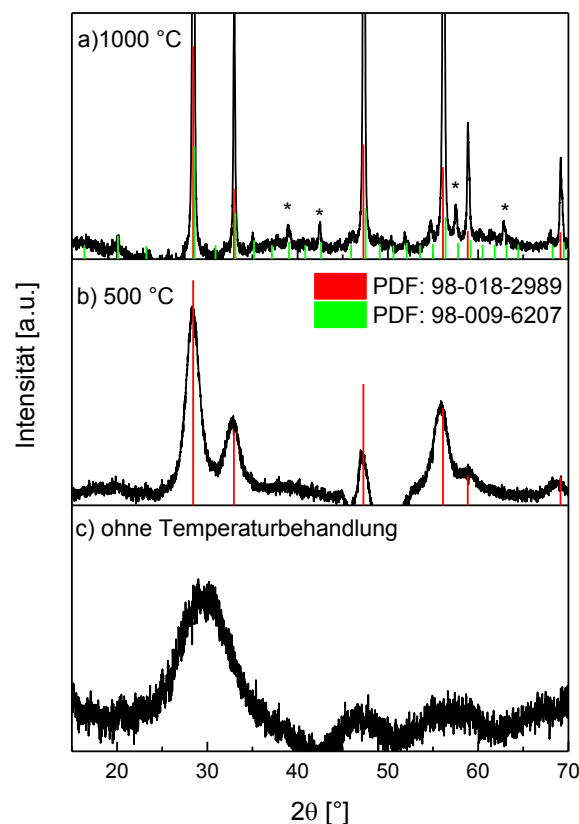 a)1000 °C
* * * *
b) 500 °C
PDF: 98-018-2989
PDF: 98-009-6207
c) ohne Temperaturbehandlung
Intensität [a.u.]
20 30 40 50 60 70
2θ [°]